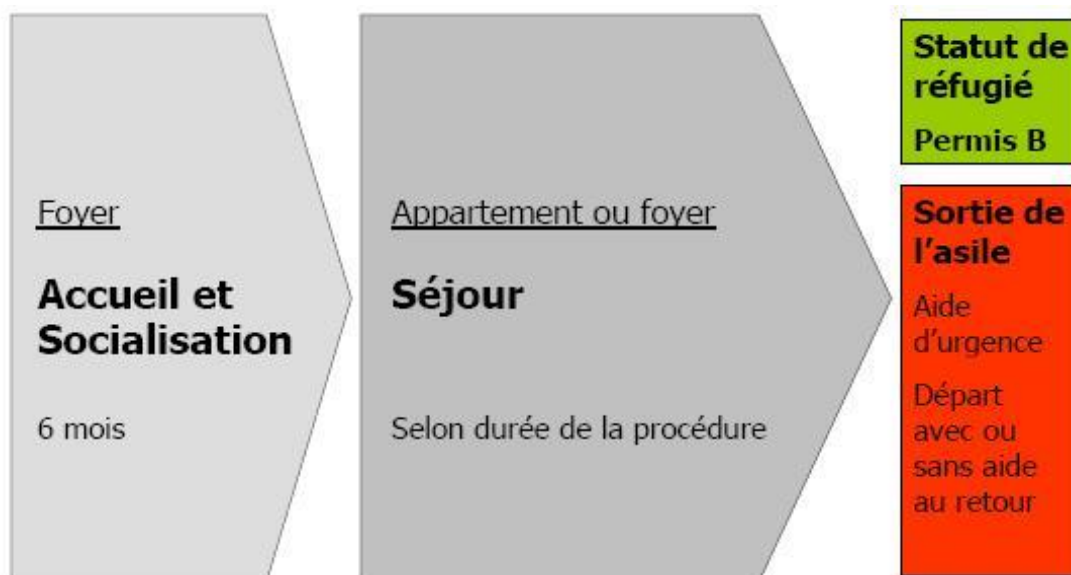 Foyer
Accueil et
Socialisation
6 mois
Appartement ou foyer
Séjour
Selon durée de la procédure
Statut de
réfugié
Permis B
Sortie de
l'asile
Aide
d'urgence
Départ
avec ou
sans aide
au retour